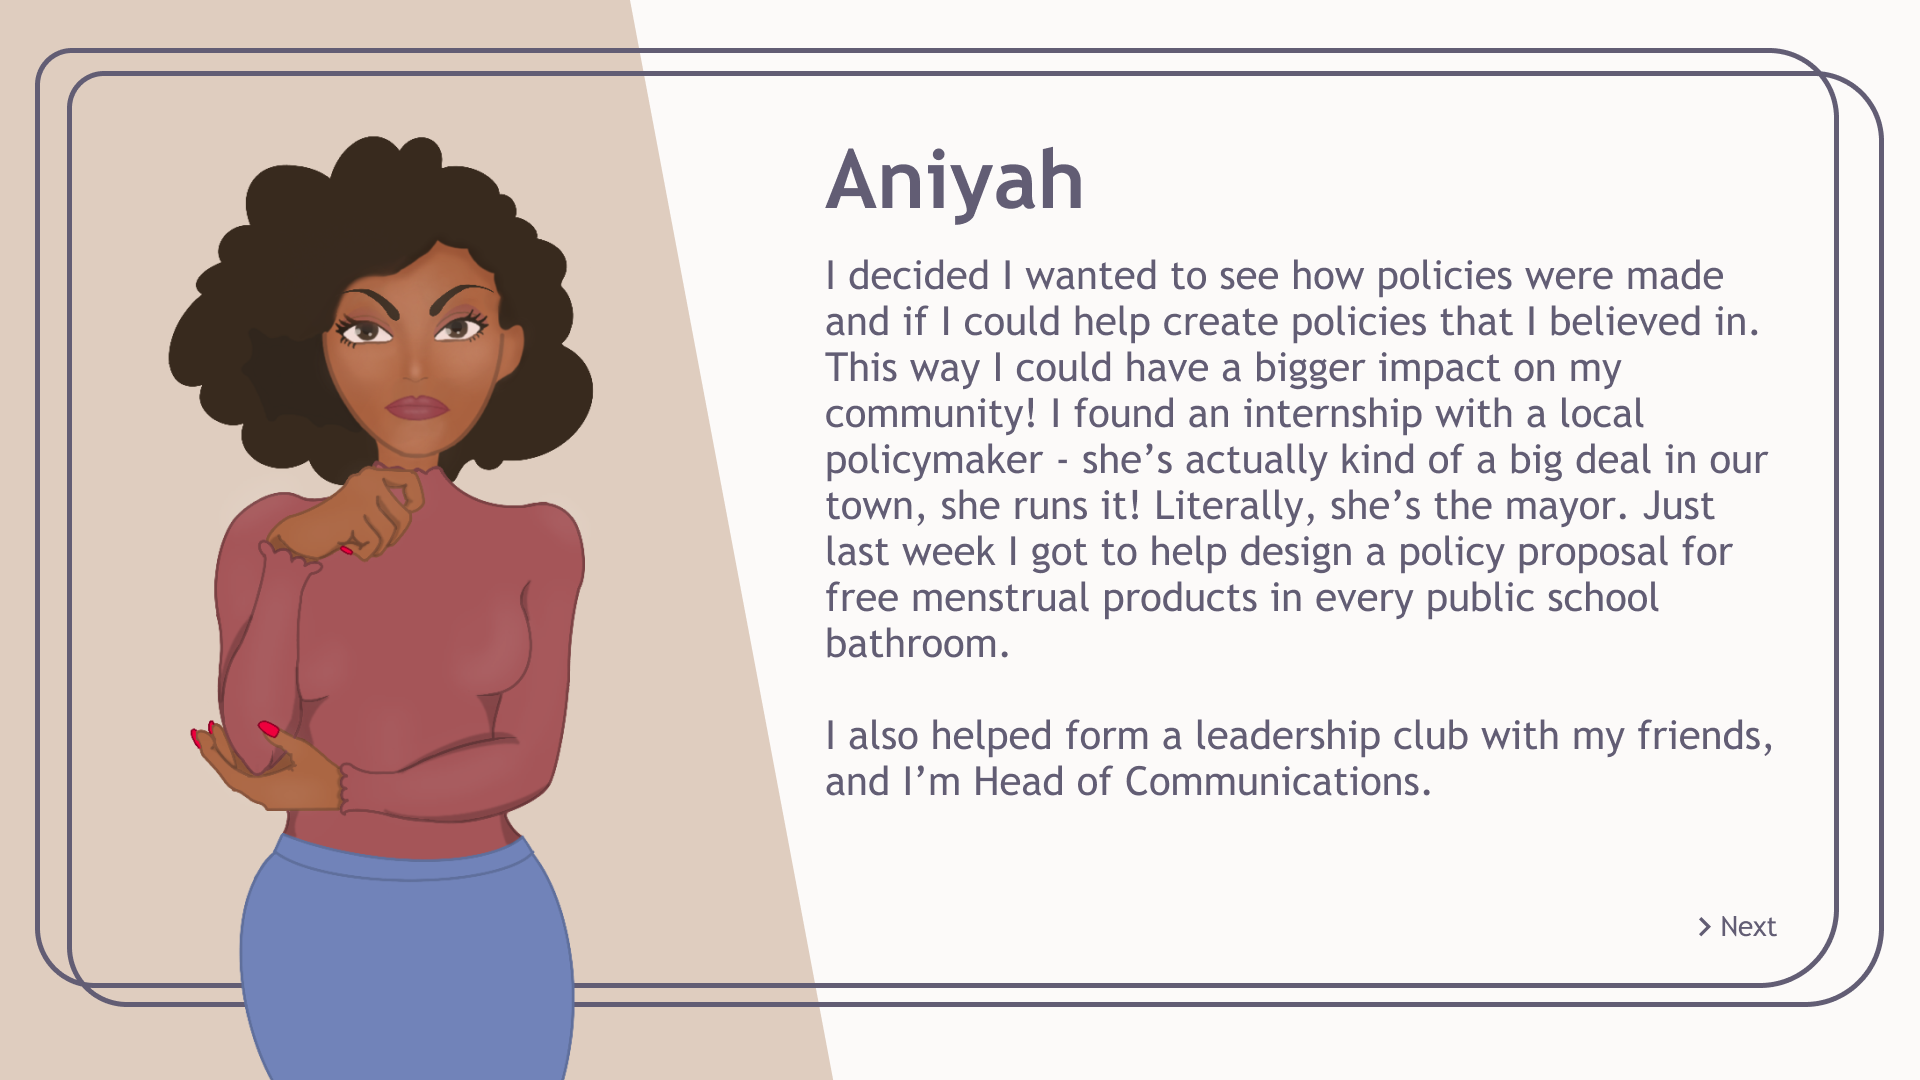 Aniyah
I decided I wanted to see how policies were made
and if I could help create policies that I believed in.
This way I could have a bigger impact on my
community! I found an internship with a local
policymaker - she’s actually kind of a big deal in our
town, she runs it! Literally, she’s the mayor. Just
last week I got to help design a policy proposal for
free menstrual products in every public school
bathroom.
I also helped form a leadership club with my friends,
and I’m Head of Communications.
Next